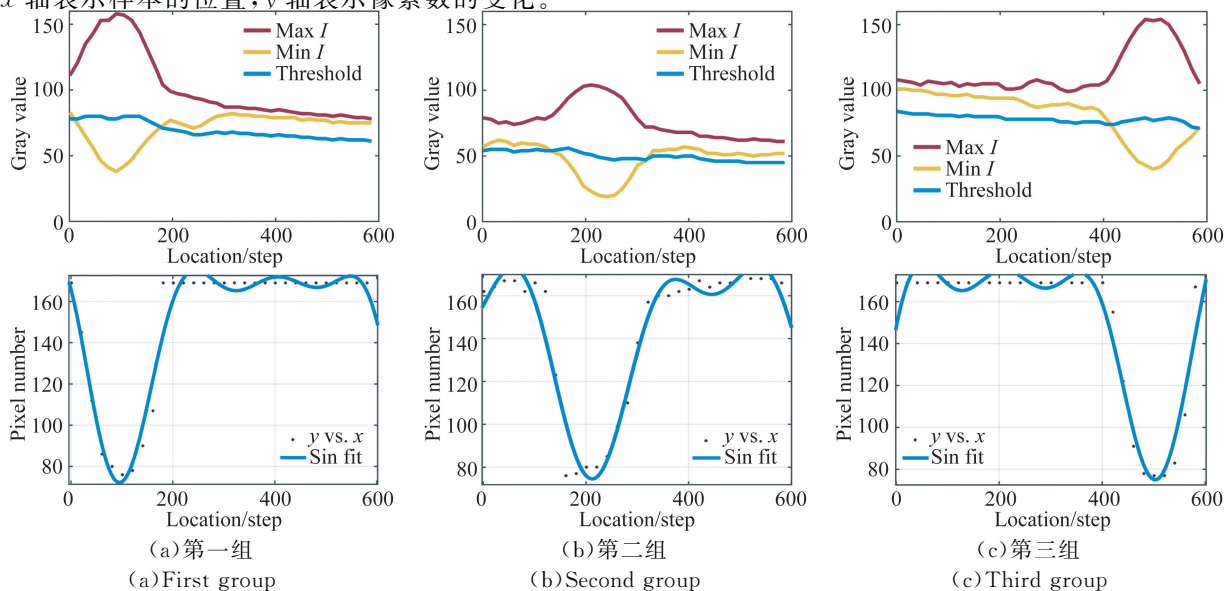 x 轴表示样本的位置，y 轴表示像素数的变化。
150
100
50
0
Gray value
Max I
Min I
Threshold
0 200 400 600
Location/step
150
100
50
0
Gray value
Max I
Min I
Threshold
0 200 400 600
Location/step
150
100
50
0
Gray value
Max I
Min I
Threshold
0 200 400 600
Location/step
160
140
120
100
80
Pixel number
y vs. x
Sin fit
0 200 400 600
Location/step
160
140
120
100
80
Pixel number
y vs. x
Sin fit
0 200 400 600
Location/step
160
140
120
100
80
Pixel number
y vs. x
Sin fit
0 200 400 600
Location/step
(a)第一组
(a)First group
(b)第二组
(b)Second group
(c)第三组
(c)Third group